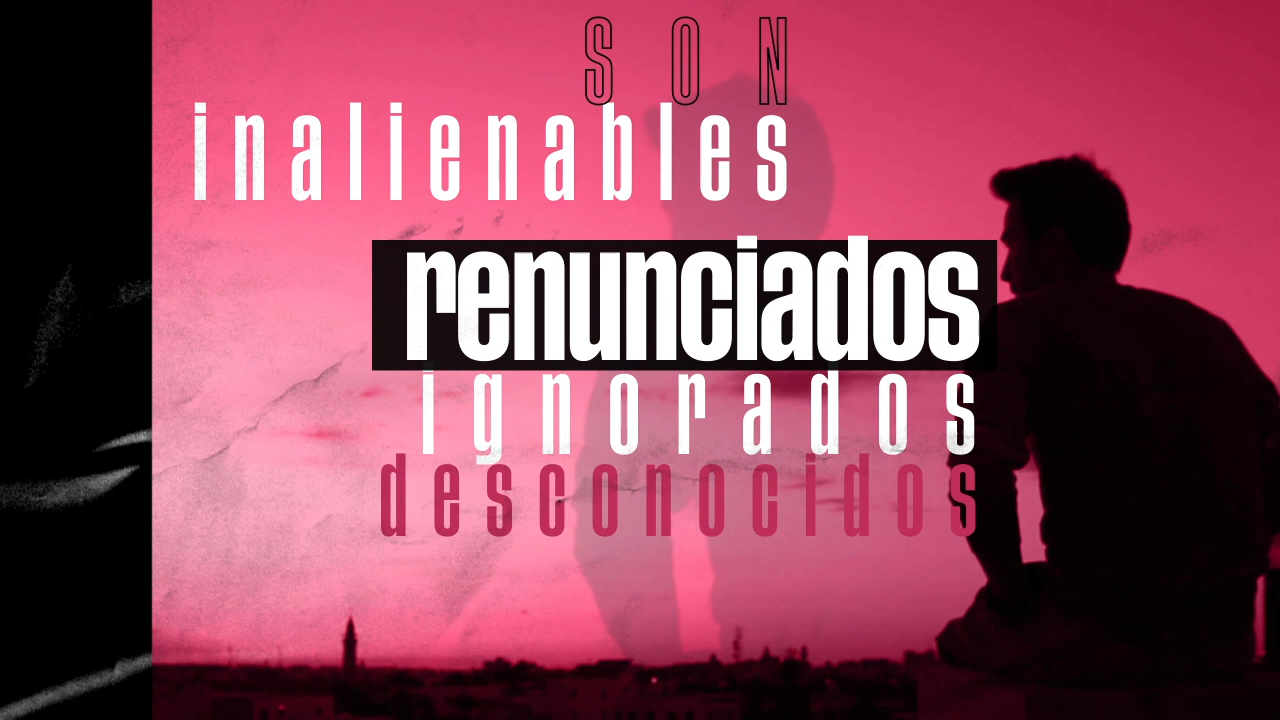 SON
inalienables
renunciados
ignorados
desconocidos